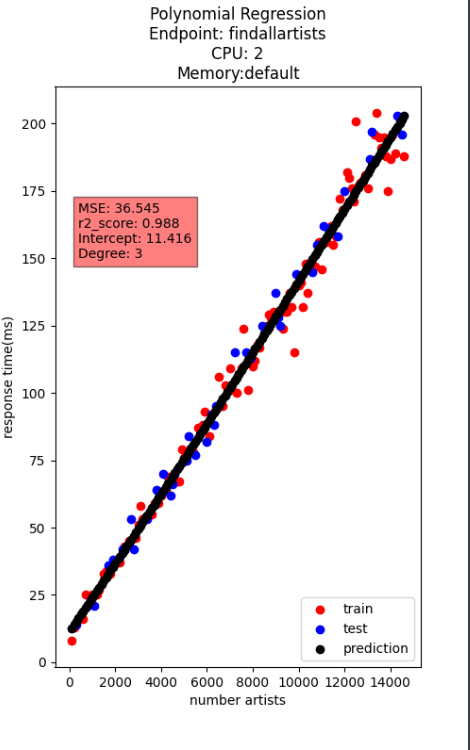 Polynomial Regression
Endpoint: findallartists
CPU: 2
Memory:default
200
175
150
125
100
75
50
25
0
response time(ms)
MSE: 36.545
r2_score: 0.988
Intercept: 11.416
Degree: 3
train
test
prediction
0 2000 4000 6000 8000 10000 12000 14000
number artists